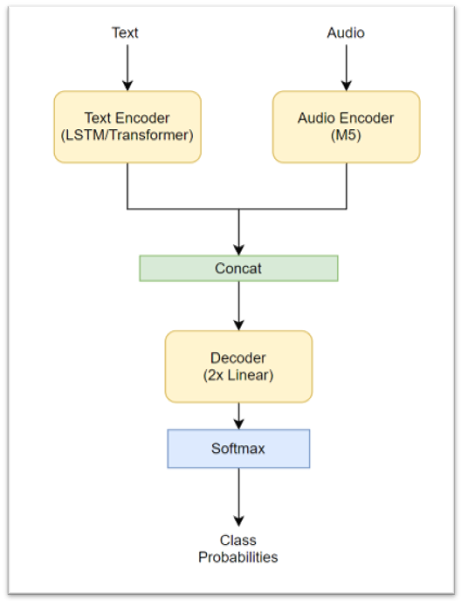 Text
Audio
Text Encoder
(LSTM/Transformer)
Audio Encoder
(M5)
Concat
Decoder
(2x Linear)
Softmax
Class
Probabilities